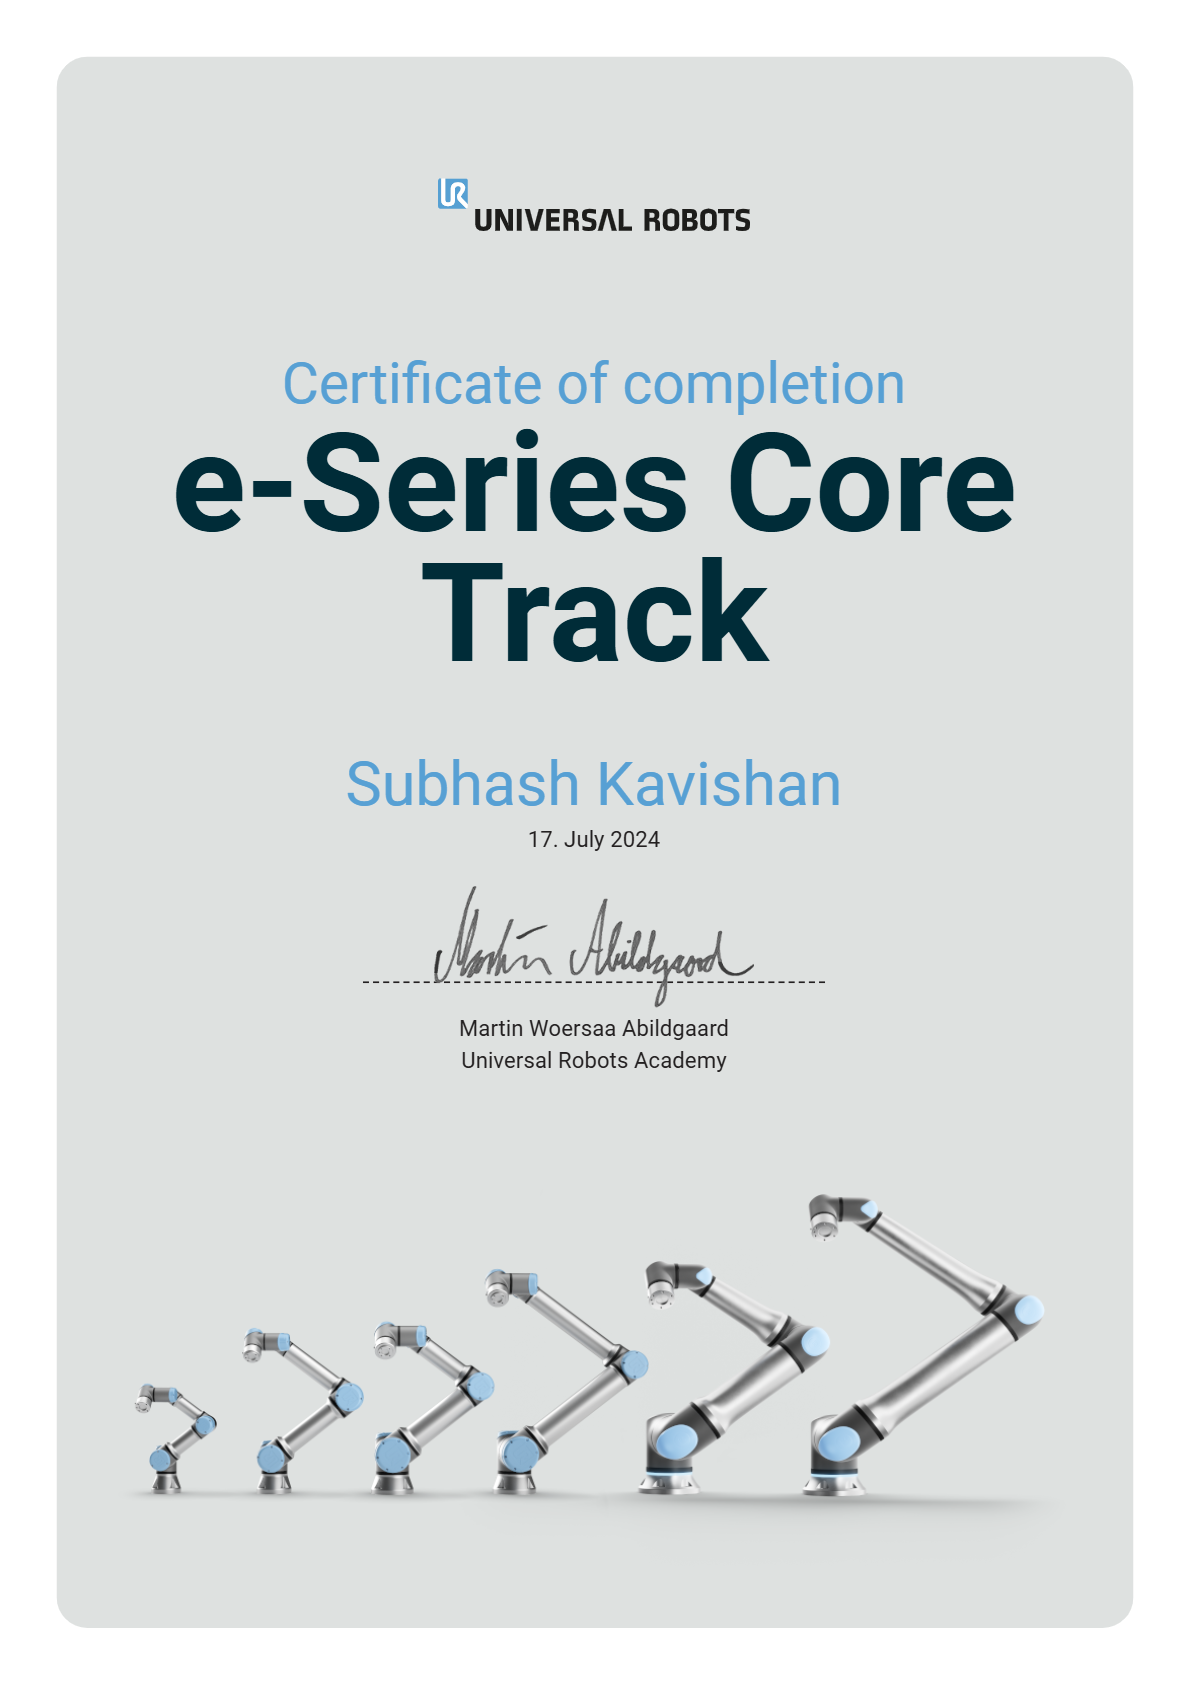 UR
UNIVERSAL ROBOTS
Certificate of completion
e-Series Core
Track
Subhash Kavishan
17. July 2024
Martin Abildgaard
Martin Woersaa Abildgaard
Universal Robots Academy